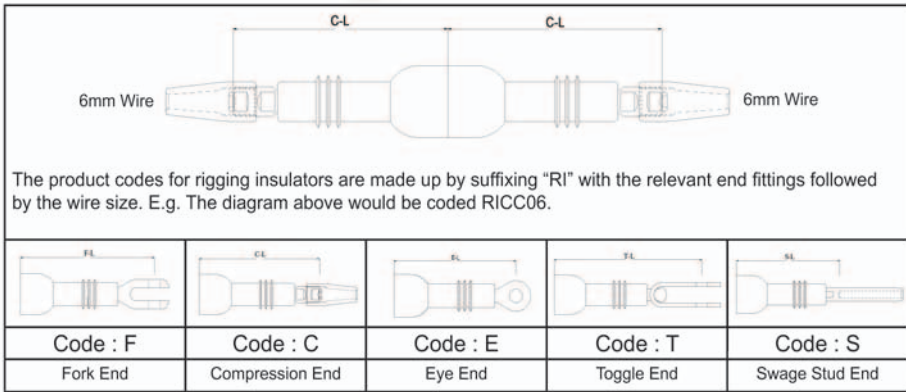 C-L C-L
6mm Wire 6mm Wire
The product codes for rigging insulators are made up by suffixing “RI” with the relevant end fittings followed
by the wire size. E.g. The diagram above would be coded RICC06.
F-L C-L E-L T-L S-L
Code : F Code : C Code : E Code : T Code : S
Fork End Compression End Eye End Toggle End Swage Stud End